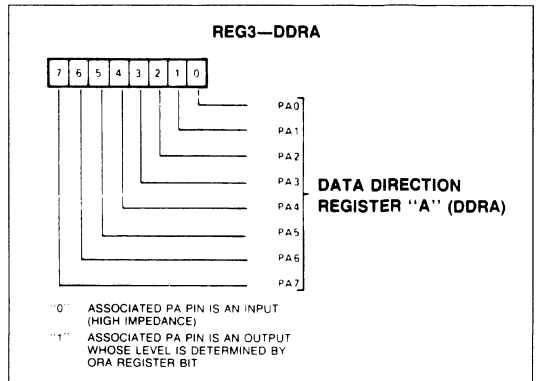 REG3—DDRA
7 6 5 4 3 2 1 0
PA0
PA1
PA2
PA3
PA4
PA5
PA6
PA7
DATA DIRECTION
REGISTER "A" (DDRA)
"0" ASSOCIATED PA PIN IS AN INPUT
(HIGH IMPEDANCE)
"1" ASSOCIATED PA PIN IS AN OUTPUT
WHOSE LEVEL IS DETERMINED BY
ORA REGISTER BIT